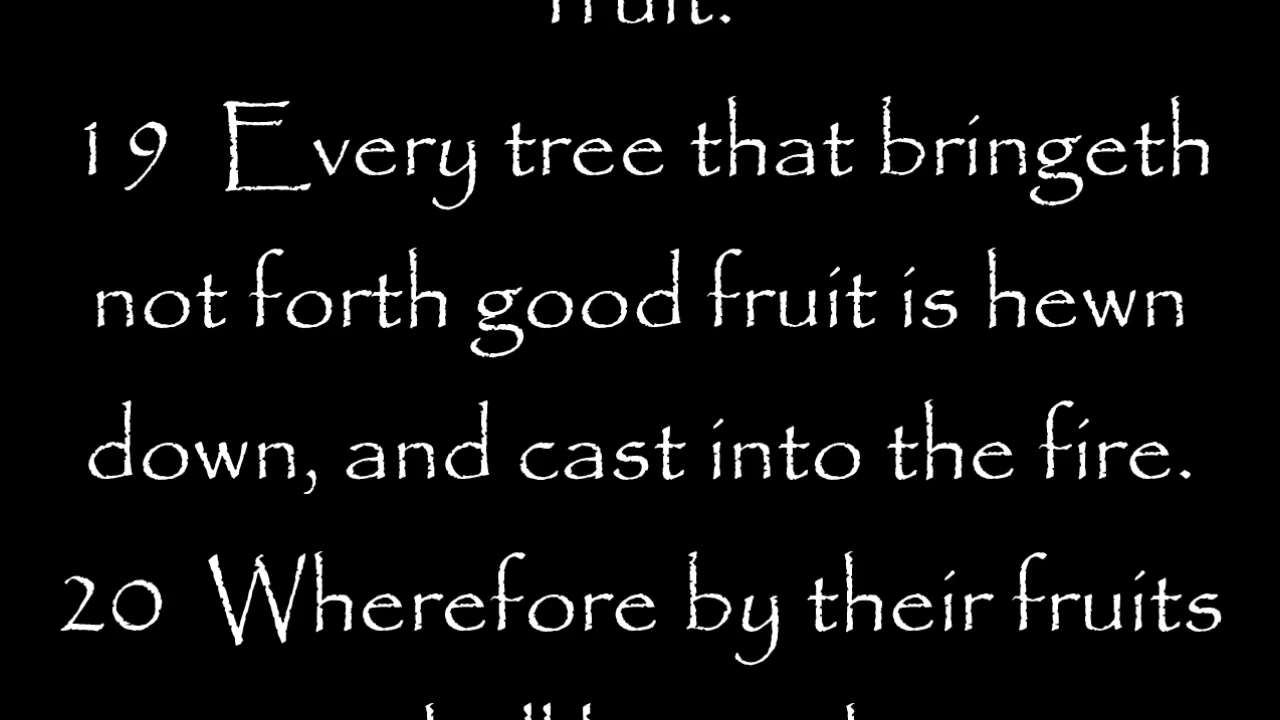 fruit.
19 Every tree that bringeth
not forth good fruit is hewn
down, and cast into the fire.
20 Wherefore by their fruits